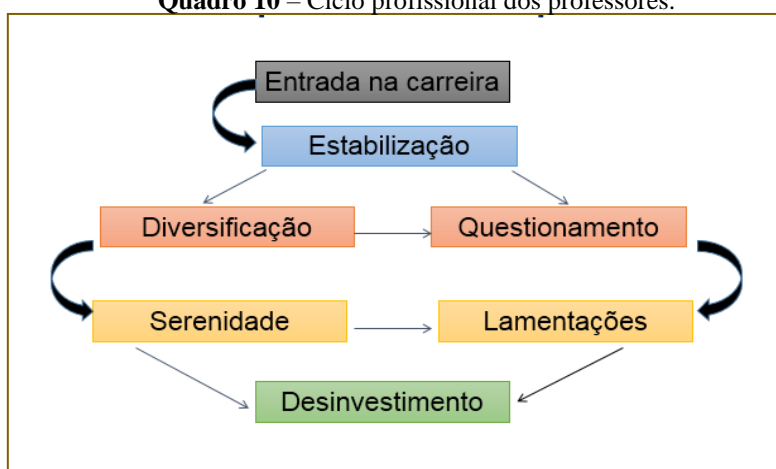 Quadro 10 – Ciclo profissional dos professores.
Entrada na carreira
Estabilização
Diversificação
Questionamento
Serenidade
Lamentações
Desinvestimento